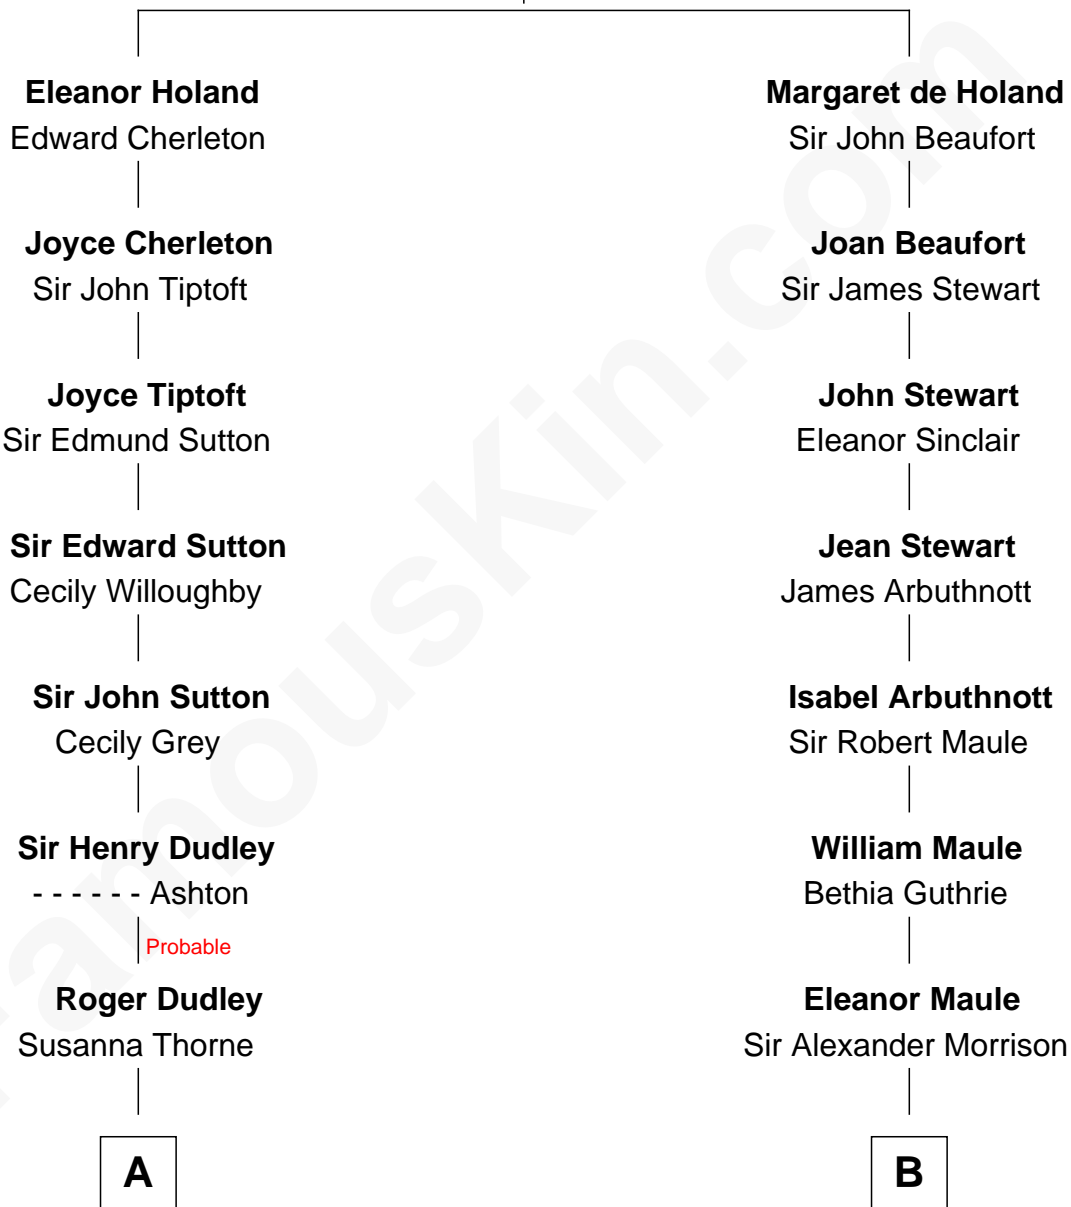 Eleanor Holand
Edward Cherleton
Joyce Cherleton
Sir John Tiptoft
Joyce Tiptoft
Sir Edmund Sutton
Sir Edward Sutton
Cecily Willoughby
Sir John Sutton
Cecily Grey
Sir Henry Dudley
- - - - - - Ashton
Probable
Roger Dudley
Susanna Thorne
A
Margaret de Holand
Sir John Beaufort
Joan Beaufort
Sir James Stewart
John Stewart
Eleanor Sinclair
Jean Stewart
James Arbuthnott
Isabel Arbuthnott
Sir Robert Maule
William Maule
Bethia Guthrie
Eleanor Maule
Sir Alexander Morrison
B
FamousKin.com